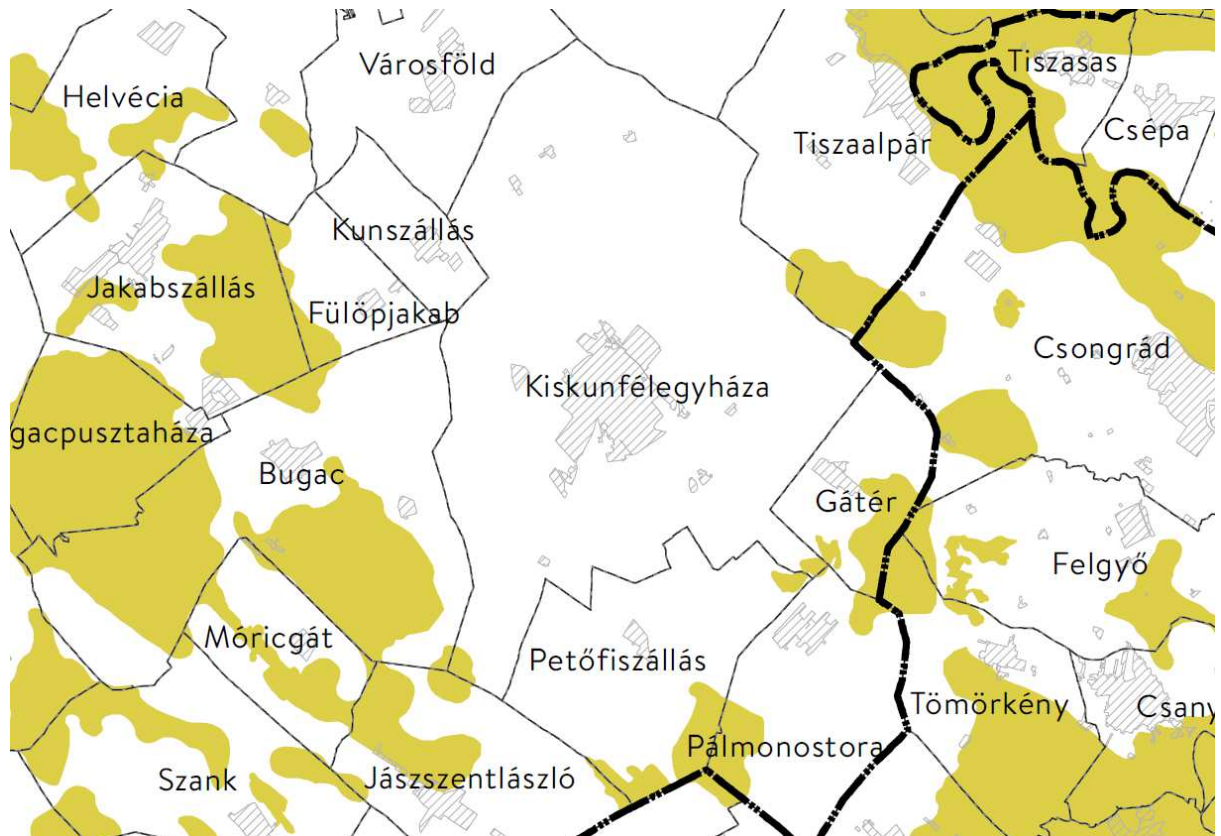 Városföld
Tiszasas
Helvécia
Csépa
Tiszaalpár
Kunszállás
Jakabszállás
Fülöpjakab
Csongrád
Kiskunfélegyháza
gacpusztaháza
Bugac
Gátér
Felgyő
Móricgát
Petőfiszállás
Tömörkény
Csany
Pálmonostora
Szank
Jászszentlászló